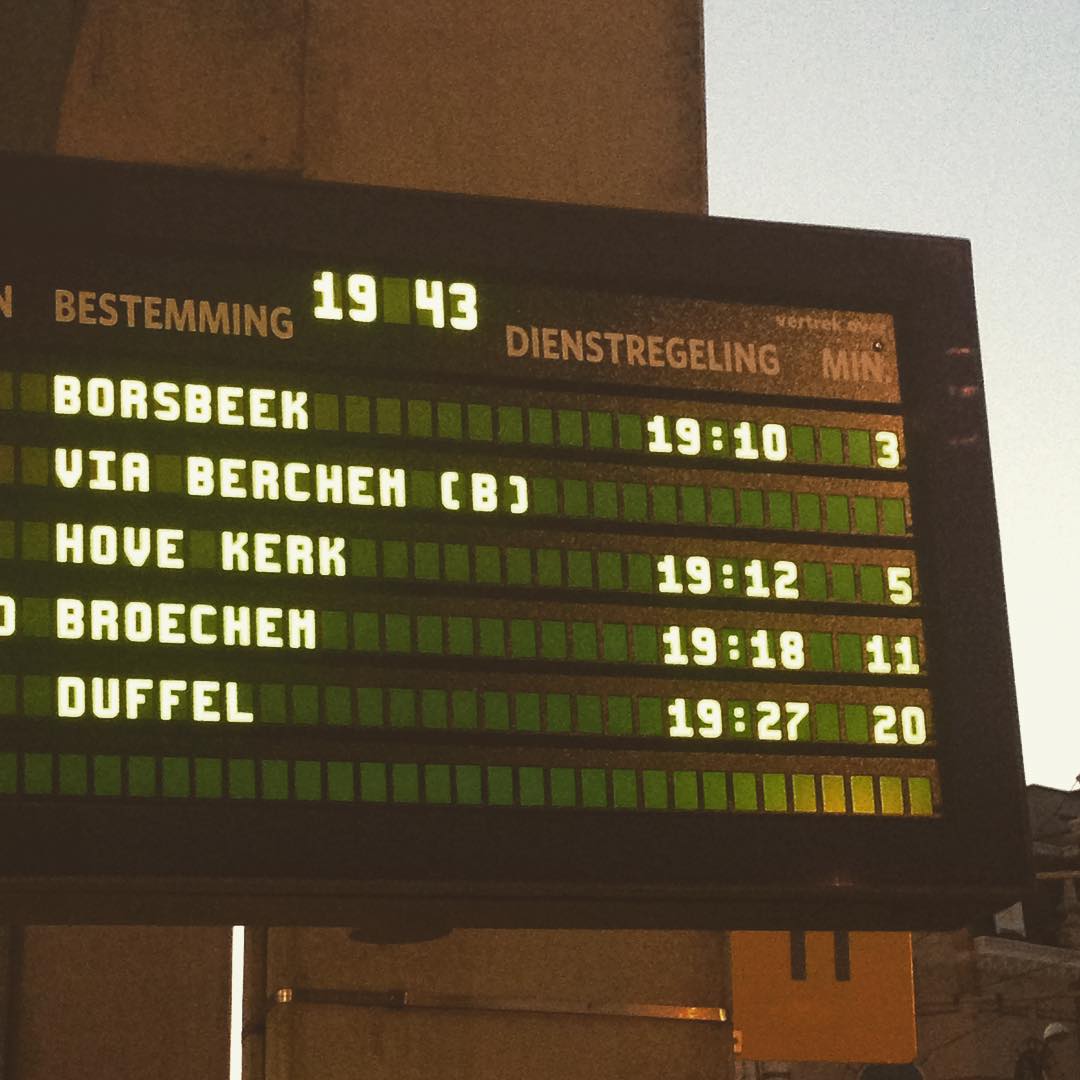 BESTEMMING 19 43 DIENSTREGELING vertrek over MIN.
BORSBEEK 19:10 3
VIA BERCHEM (B)
HOVE KERK 19:12 5
BROECHEM 19:18 11
DUFFEL 19:27 20